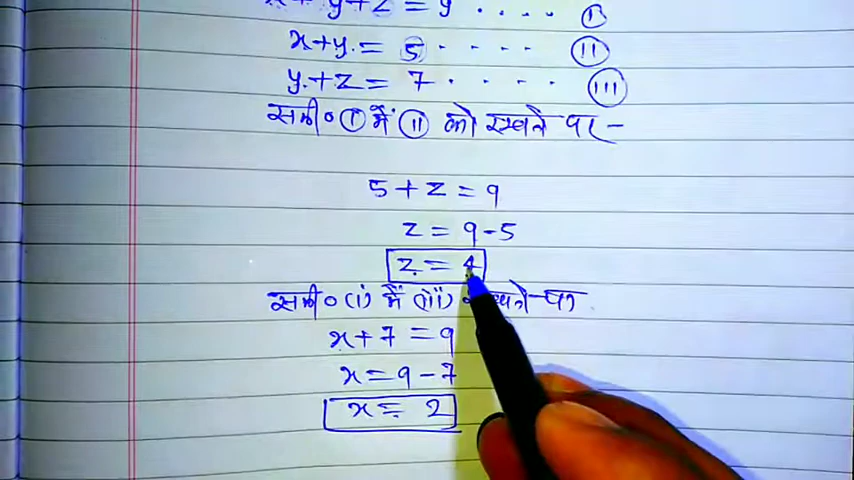 x + y + z = 9 . . . . (i)
x + y = 5 . . . . . (ii)
y + z = 7 . . . . . (iii)
समी० (i) में (ii) को रखने पर -
5 + z = 9
z = 9 - 5
z = 4
समी० (i) में (iii) रखने पर
x + 7 = 9
x = 9 - 7
x = 2